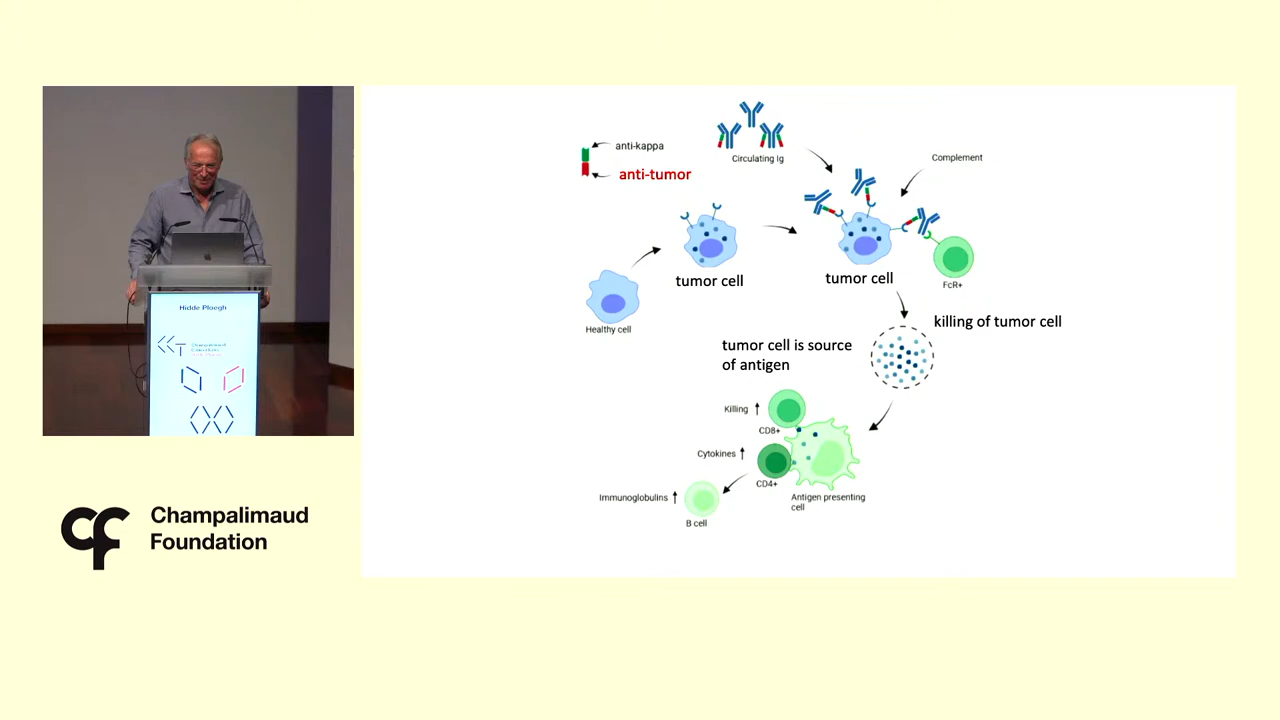 anti-kappa
anti-tumor
Circulating Ig
Complement
tumor cell
tumor cell
FcR+
Healthy cell
killing of tumor cell
tumor cell is source
of antigen
Killing
CD8+
Cytokines
CD4+
Immunoglobulins
Antigen presenting
cell
B cell
Hidde Ploegh
Champalimaud
Foundation